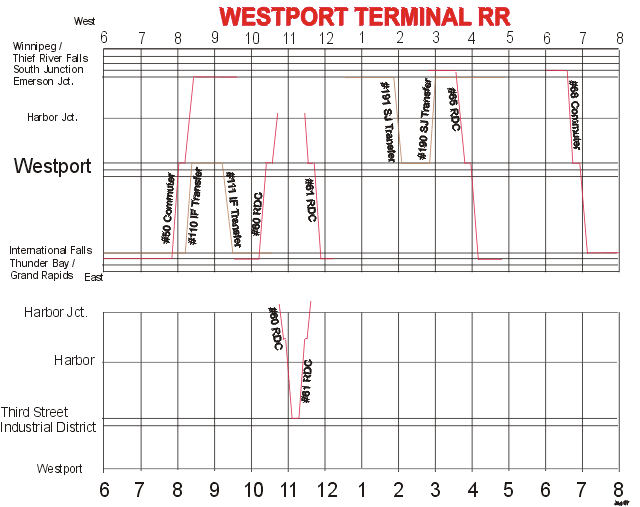 WESTPORT TERMINAL RR
West
6 7 8 9 10 11 12 1 2 3 4 5 6 7 8
Winnipeg /
Thief River Falls
South Junction
Emerson Jct.
Harbor Jct.
Westport
International Falls
Thunder Bay /
Grand Rapids
East
#50 Commuter
#110 IF Transfer
#111 IF Transfer
#60 RDC
#61 RDC
#191 SJ Transfer
#190 SJ Transfer
#65 RDC
#66 Commuter
Harbor Jct.
Harbor
Third Street
Industrial District
Westport
#60 RDC
#61 RDC
6 7 8 9 10 11 12 1 2 3 4 5 6 7 8